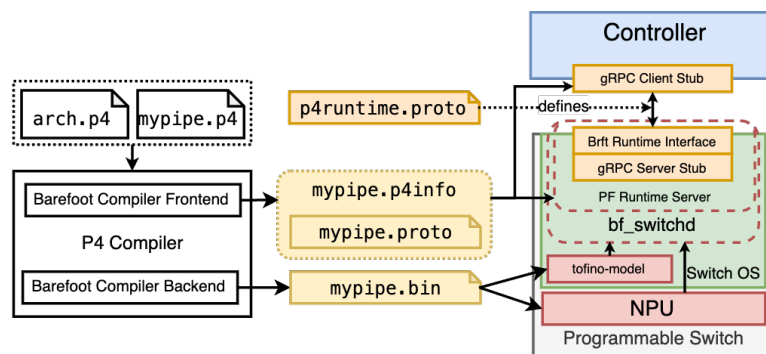 Controller
gRPC Client Stub
p4runtime.proto
defines
arch.p4
mypipe.p4
Brft Runtime Interface
gRPC Server Stub
PF Runtime Server
bf_switchd
Barefoot Compiler Frontend
P4 Compiler
Barefoot Compiler Backend
mypipe.p4info
mypipe.proto
mypipe.bin
tofino-model
Switch OS
NPU
Programmable Switch